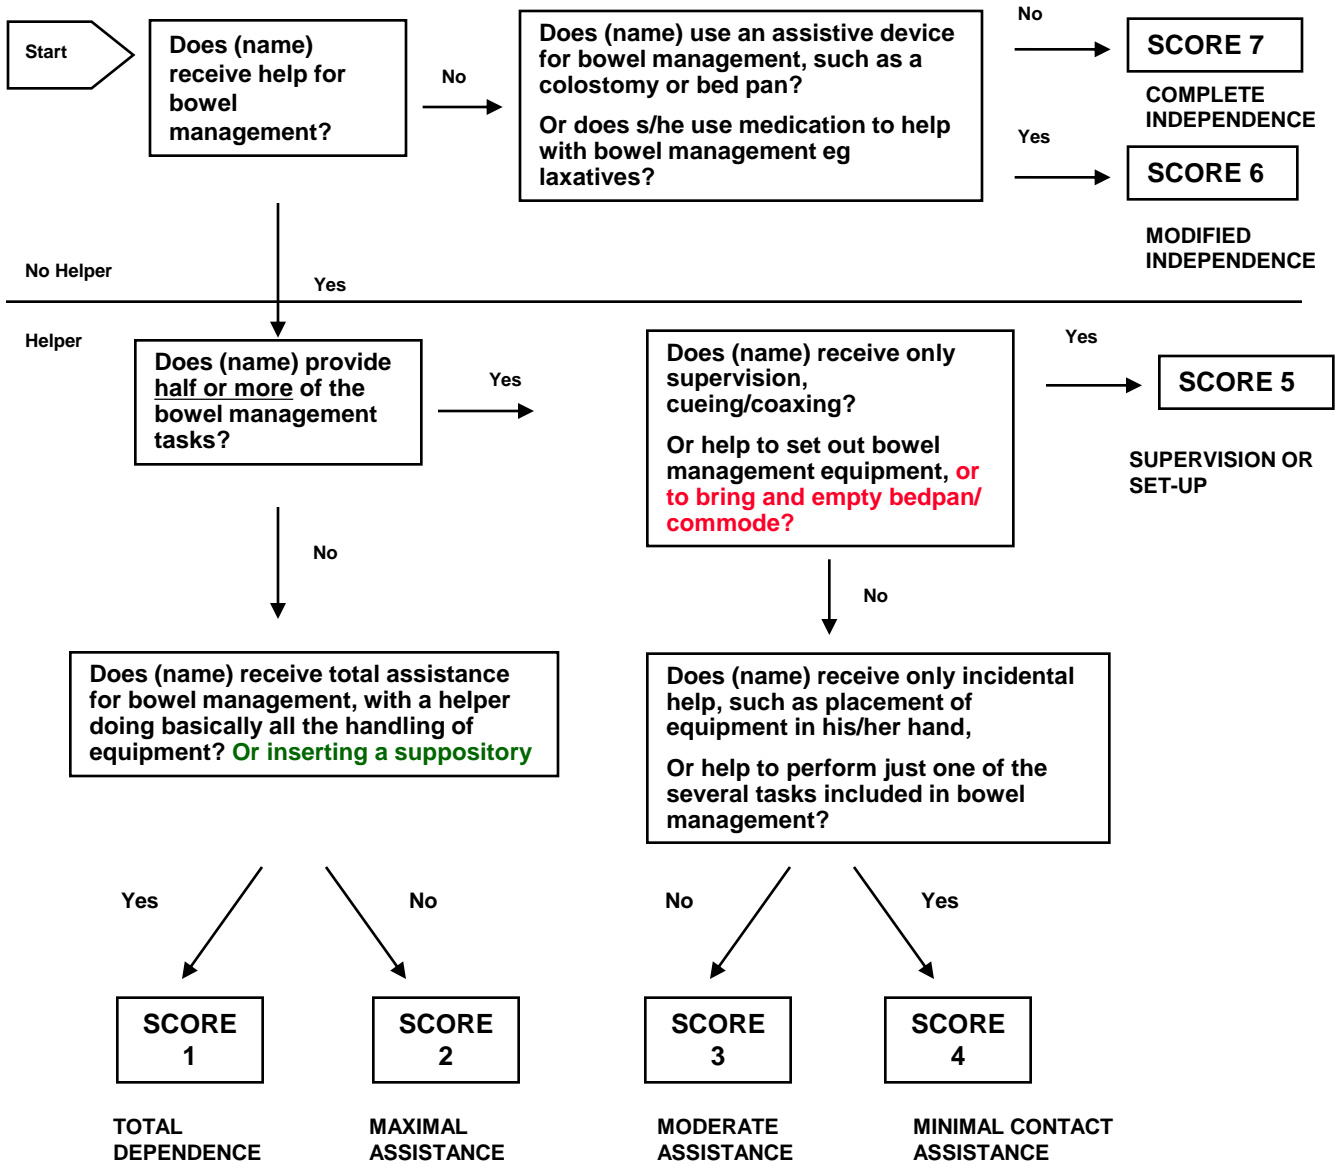 Start
Does (name)
receive help for
bowel
management?
No
Does (name) use an assistive device
for bowel management, such as a
colostomy or bed pan?
Or does s/he use medication to help
with bowel management eg
laxatives?
No
SCORE 7
COMPLETE
INDEPENDENCE
Yes
SCORE 6
MODIFIED
INDEPENDENCE
No Helper
Yes
Helper
Does (name) provide
half or more of the
bowel management
tasks?
Yes
Does (name) receive only
supervision,
cueing/coaxing?
Or help to set out bowel
management equipment, or
to bring and empty bedpan/
commode?
Yes
SCORE 5
SUPERVISION OR
SET-UP
No
No
Does (name) receive total assistance
for bowel management, with a helper
doing basically all the handling of
equipment? Or inserting a suppository
Does (name) receive only incidental
help, such as placement of
equipment in his/her hand,
Or help to perform just one of the
several tasks included in bowel
management?
Yes
No
No
Yes
SCORE
1
SCORE
2
SCORE
3
SCORE
4
TOTAL
DEPENDENCE
MAXIMAL
ASSISTANCE
MODERATE
ASSISTANCE
MINIMAL CONTACT
ASSISTANCE